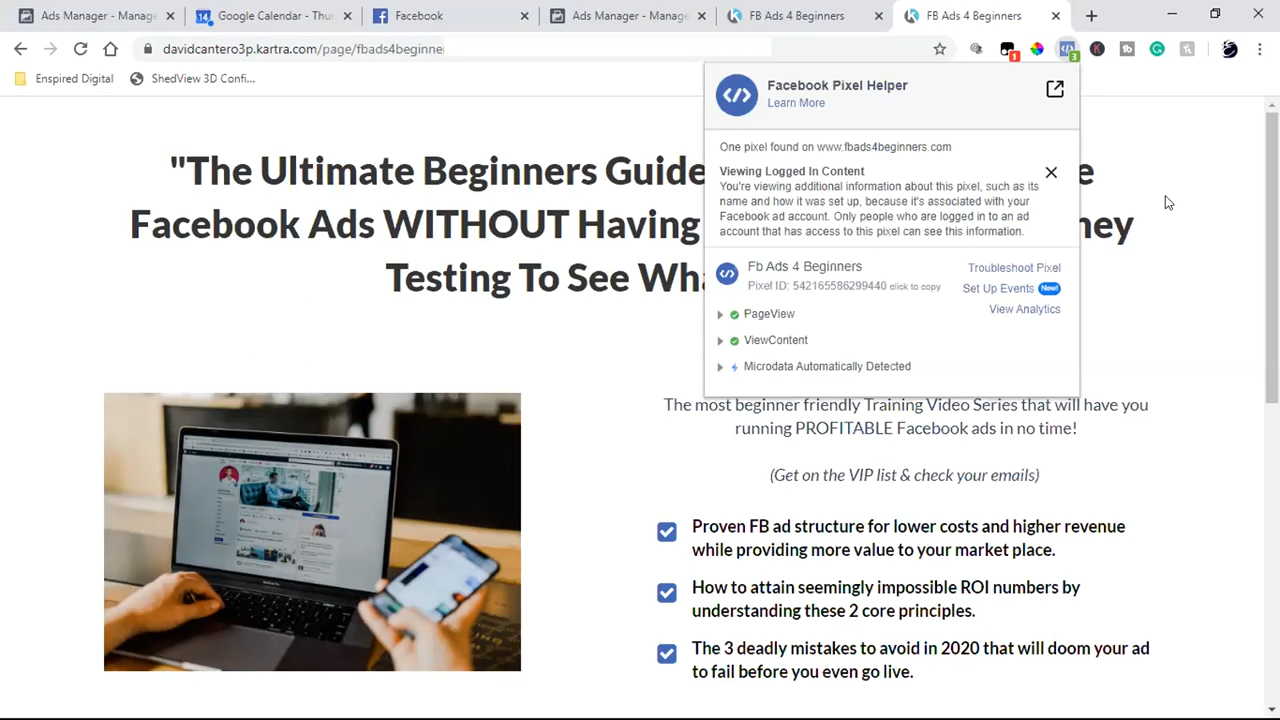 Ads Manager - Manage
Google Calendar - Thu
Facebook
Ads Manager - Manage
FB Ads 4 Beginners
FB Ads 4 Beginners
davidcantero3p.kartra.com/page/fbads4beginne
1
3
Enspired Digital
ShedView 3D Confi...
Facebook Pixel Helper
Learn More
One pixel found on www.fbads4beginners.com
Viewing Logged In Content
You're viewing additional information about this pixel, such as its
name and how it was set up, because it's associated with your
Facebook ad account. Only people who are logged in to an ad
account that has access to this pixel can see this information.
Fb Ads 4 Beginners
Troubleshoot Pixel
Pixel ID: 542165586299440 click to copy
Set Up Events New!
View Analytics
PageView
ViewContent
Microdata Automatically Detected
"The Ultimate Beginners Guide
Facebook Ads WITHOUT Having
Testing To See
The most beginner friendly Training Video Series that will have you
running PROFITABLE Facebook ads in no time!
(Get on the VIP list & check your emails)
Proven FB ad structure for lower costs and higher revenue
while providing more value to your market place.
How to attain seemingly impossible ROI numbers by
understanding these 2 core principles.
The 3 deadly mistakes to avoid in 2020 that will doom your ad
to fail before you even go live.